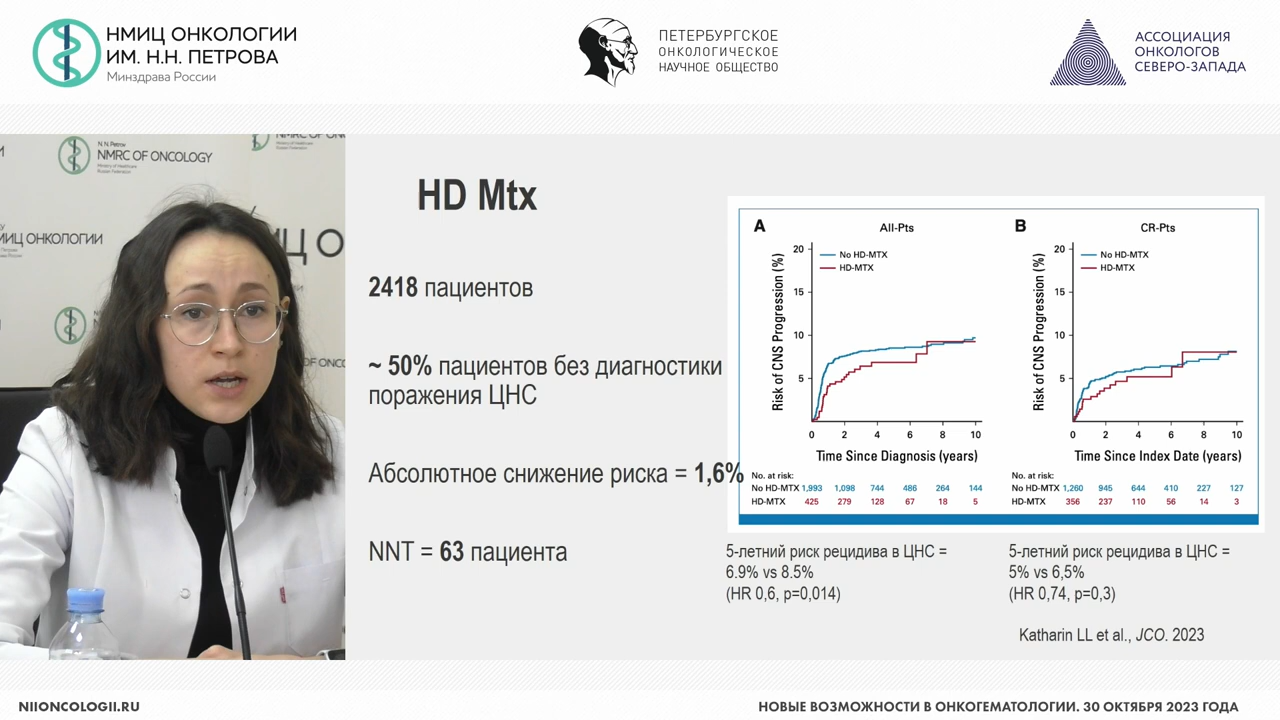 НМИЦ ОНКОЛОГИИ
ИМ. Н.Н. ПЕТРОВА
Минздрава России
ПЕТЕРБУРГСКОЕ
ОНКОЛОГИЧЕСКОЕ
НАУЧНОЕ ОБЩЕСТВО
АССОЦИАЦИЯ
ОНКОЛОГОВ
СЕВЕРО-ЗАПАДА
N.N. Petrov
NMRC OF ONCOLOGY
МИЦ ОНКОЛОГИИ
HD Mtx
2418 пациентов
~ 50% пациентов без диагностики
поражения ЦНС
Абсолютное снижение риска = 1,6%
NNT = 63 пациента
A
All-Pts
Risk of CNS Progression (%)
20
15
10
5
No HD-MTX
HD-MTX
0 2 4 6 8 10
Time Since Diagnosis (years)
No. at risk:
No HD-MTX 1,993 1,098 744 486 264 144
HD-MTX 425 279 128 67 18 5
B
CR-Pts
Risk of CNS Progression (%)
20
15
10
5
No HD-MTX
HD-MTX
0 2 4 6 8 10
Time Since Index Date (years)
No. at risk:
No HD-MTX 1,260 945 644 410 227 127
HD-MTX 356 237 110 56 14 3
5-летний риск рецидива в ЦНС =
6.9% vs 8.5%
(HR 0,6, p=0,014)
5-летний риск рецидива в ЦНС =
5% vs 6,5%
(HR 0,74, p=0,3)
Katharin LL et al., JCO. 2023
NIIONCOLOGII.RU
НОВЫЕ ВОЗМОЖНОСТИ В ОНКОГЕМАТОЛОГИИ. 30 ОКТЯБРЯ 2023 ГОДА